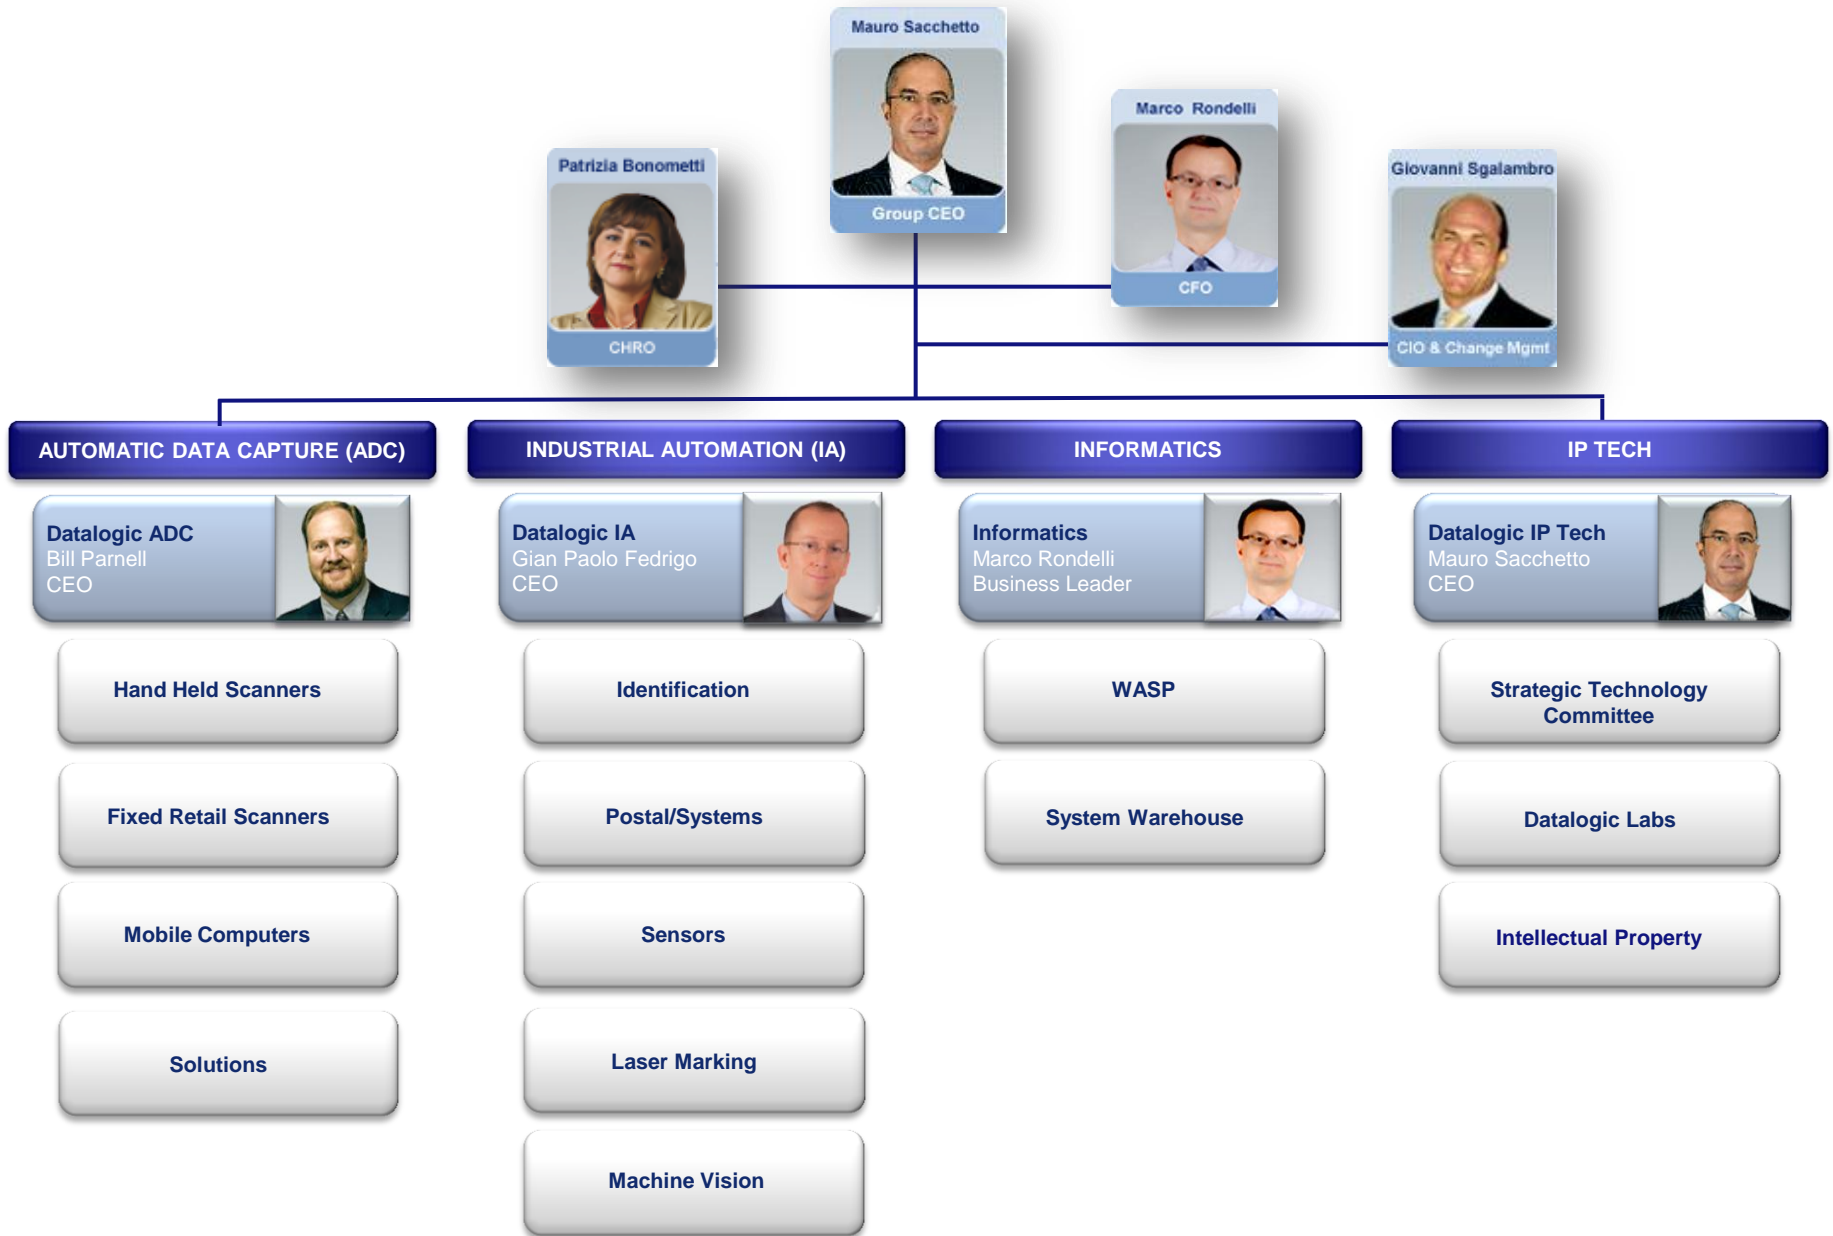 Mauro Sacchetto
Group CEO
Marco Rondelli
CFO
Patrizia Bonometti
CHRO
Giovanni Sgalambro
CIO & Change Mgmt
AUTOMATIC DATA CAPTURE (ADC)
INDUSTRIAL AUTOMATION (IA)
INFORMATICS
IP TECH
Datalogic ADC
Bill Parnell
CEO
Datalogic IA
Gian Paolo Fedrigo
CEO
Informatics
Marco Rondelli
Business Leader
Datalogic IP Tech
Mauro Sacchetto
CEO
Hand Held Scanners
Fixed Retail Scanners
Mobile Computers
Solutions
Identification
Postal/Systems
Sensors
Laser Marking
Machine Vision
WASP
System Warehouse
Strategic Technology
Committee
Datalogic Labs
Intellectual Property